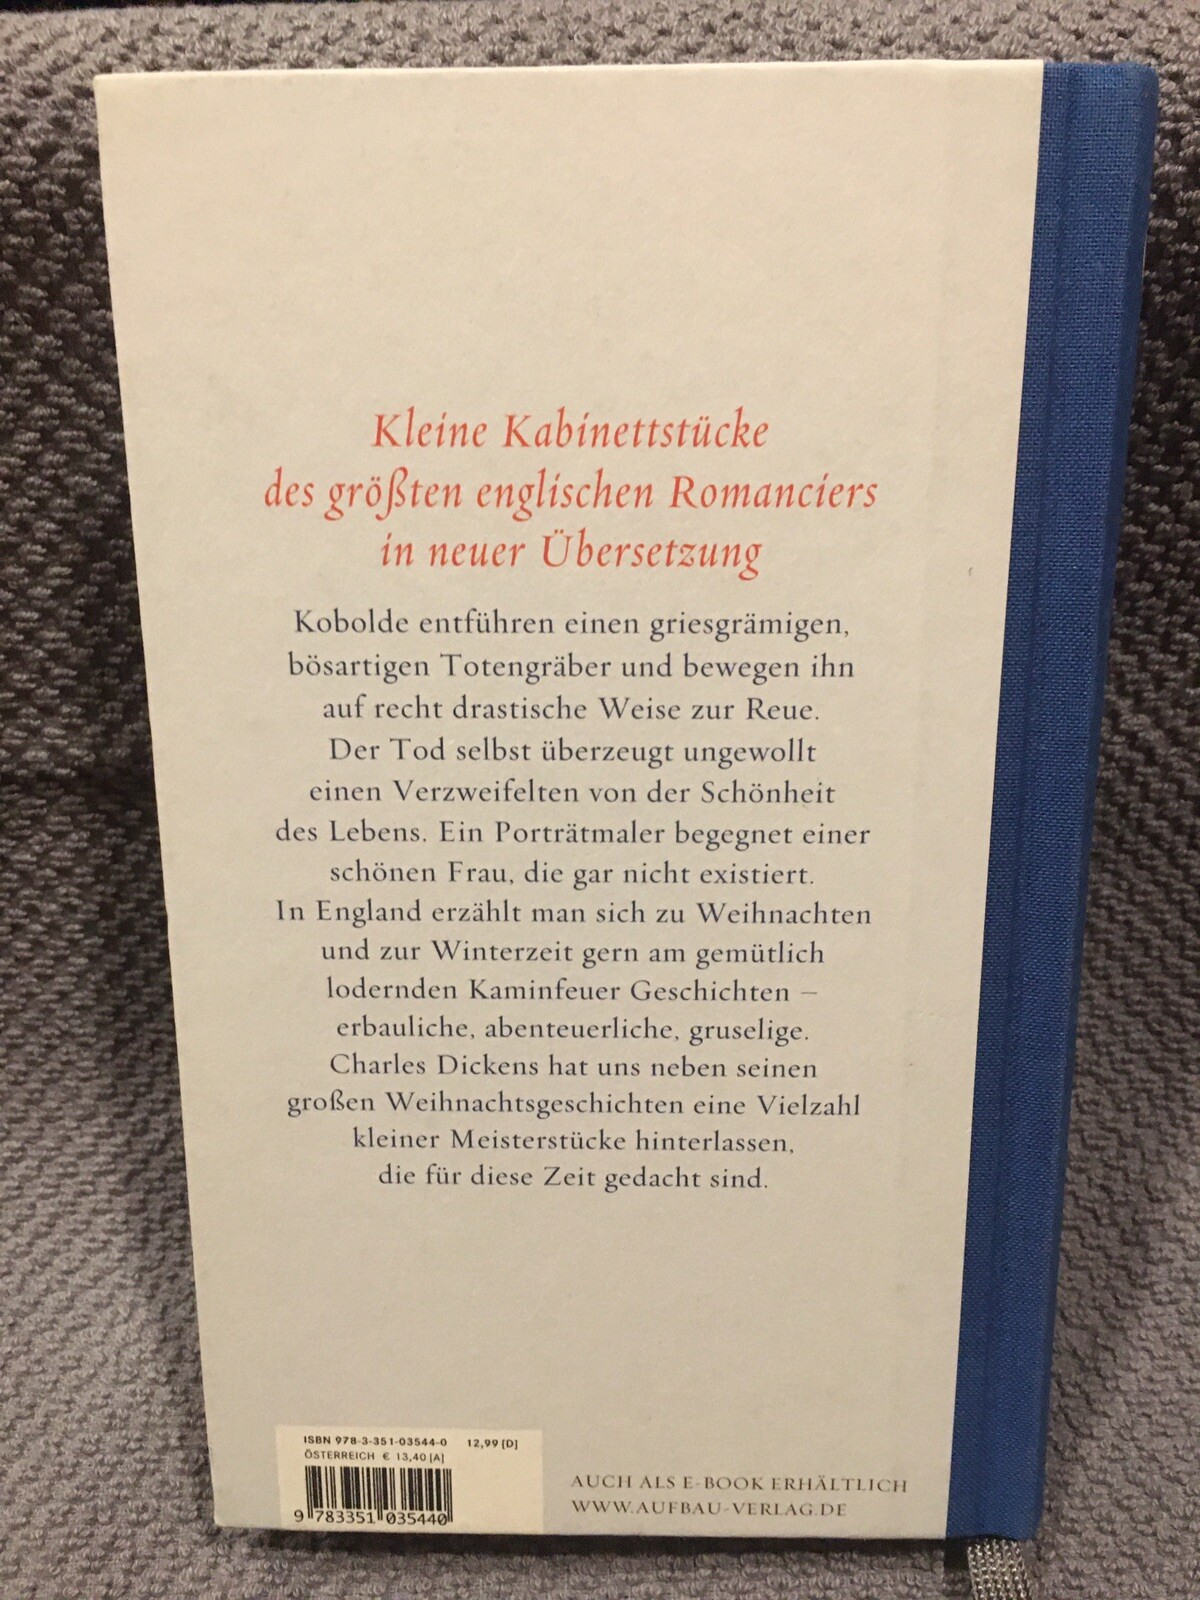 Kleine Kabinettstücke
des größten englischen Romanciers
in neuer Übersetzung
Kobolde entführen einen griesgrämigen,
bösartigen Totengräber und bewegen ihn
auf recht drastische Weise zur Reue.
Der Tod selbst überzeugt ungewollt
einen Verzweifelten von der Schönheit
des Lebens. Ein Porträtmaler begegnet einer
schönen Frau, die gar nicht existiert.
In England erzählt man sich zu Weihnachten
und zur Winterzeit gern am gemütlich
lodernden Kaminfeuer Geschichten –
erbauliche, abenteuerliche, gruselige.
Charles Dickens hat uns neben seinen
großen Weihnachtsgeschichten eine Vielzahl
kleiner Meisterstücke hinterlassen,
die für diese Zeit gedacht sind.
ISBN 978-3-351-03544-0 12,99 [D]
ÖSTERREICH € 13,40 [A]
9 783351 035440
AUCH ALS E-BOOK ERHÄLTLICH
WWW.AUFBAU-VERLAG.DE